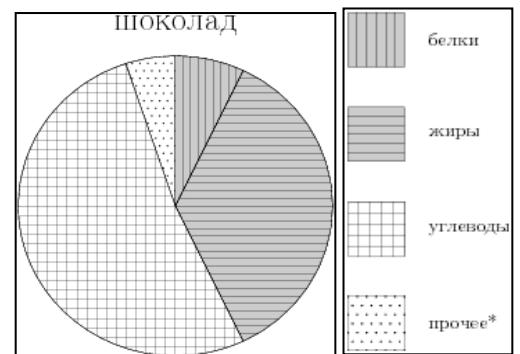 шоколад
белки
жиры
углеводы
прочее*